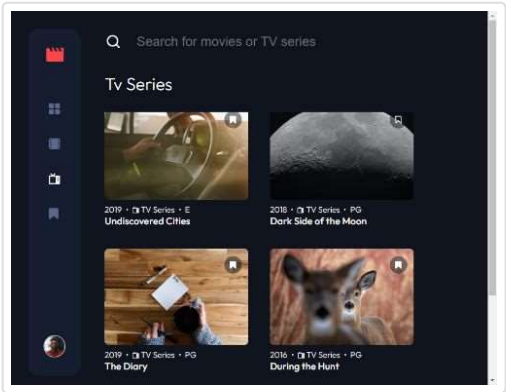 Search for movies or TV series
Tv Series
2019 • TV Series • E
Undiscovered Cities
2018 • TV Series • PG
Dark Side of the Moon
2019 • TV Series • PG
The Diary
2016 • TV Series • PG
During the Hunt